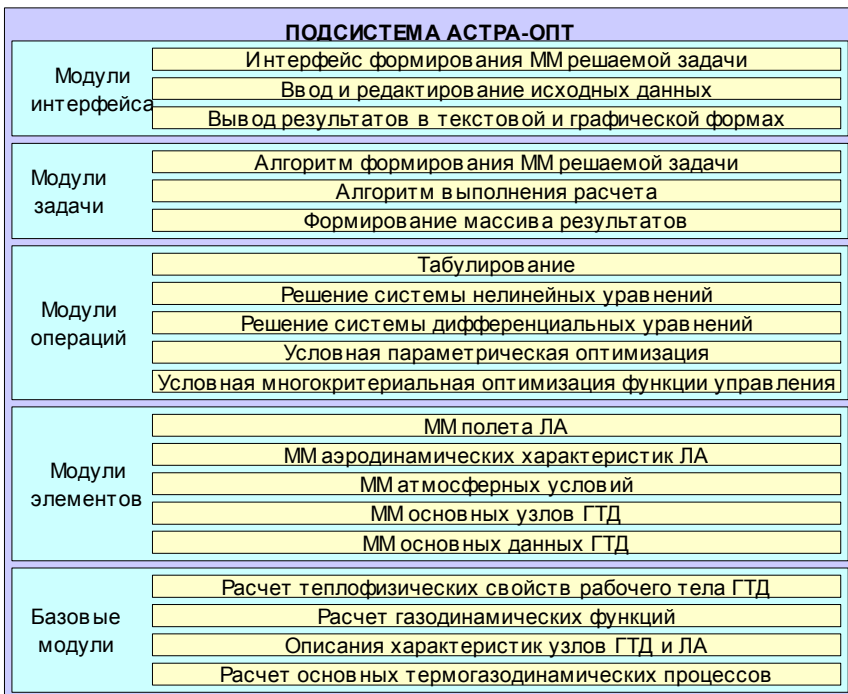 ПОДСИСТЕМА АСТРА-ОПТ
Модули
интерфейса
Интерфейс формирования ММ решаемой задачи
Ввод и редактирование исходных данных
Вывод результатов в текстовой и графической формах
Модули
задачи
Алгоритм формирования ММ решаемой задачи
Алгоритм выполнения расчета
Формирование массива результатов
Модули
операций
Табулирование
Решение системы нелинейных уравнений
Решение системы дифференциальных уравнений
Условная параметрическая оптимизация
Условная многокритериальная оптимизация функции управления
Модули
элементов
ММ полета ЛА
ММ аэродинамических характеристик ЛА
ММ атмосферных условий
ММ основных узлов ГТД
ММ основных данных ГТД
Базовые
модули
Расчет теплофизических свойств рабочего тела ГТД
Расчет газодинамических функций
Описания характеристик узлов ГТД и ЛА
Расчет основных термогазодинамических процессов